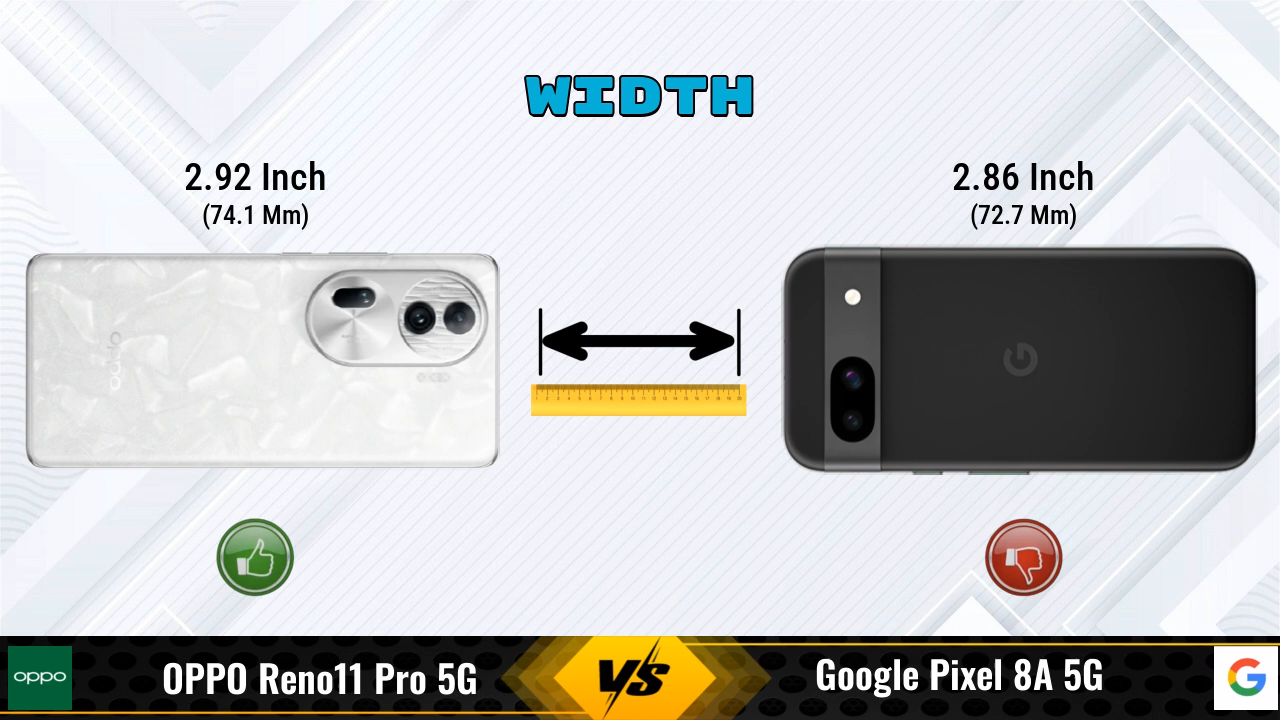 WIDTH
2.92 Inch
(74.1 Mm)
2.86 Inch
(72.7 Mm)
oppo
G
OPPO Reno11 Pro 5G
VS
Google Pixel 8A 5G
oppo
G